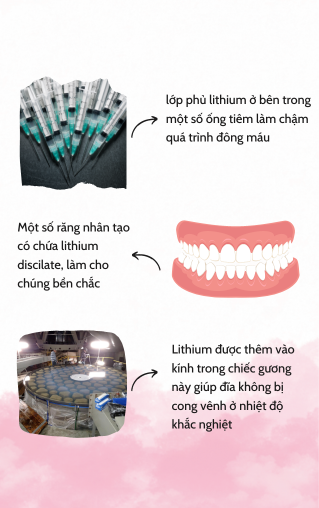 lớp phủ lithium ở bên trong
một số ống tiêm làm chậm
quá trình đông máu
Một số răng nhân tạo
có chứa lithium
discilate, làm cho
chúng bền chắc
Lithium được thêm vào
kính trong chiếc gương
này giúp đĩa không bị
cong vênh ở nhiệt độ
khắc nghiệt